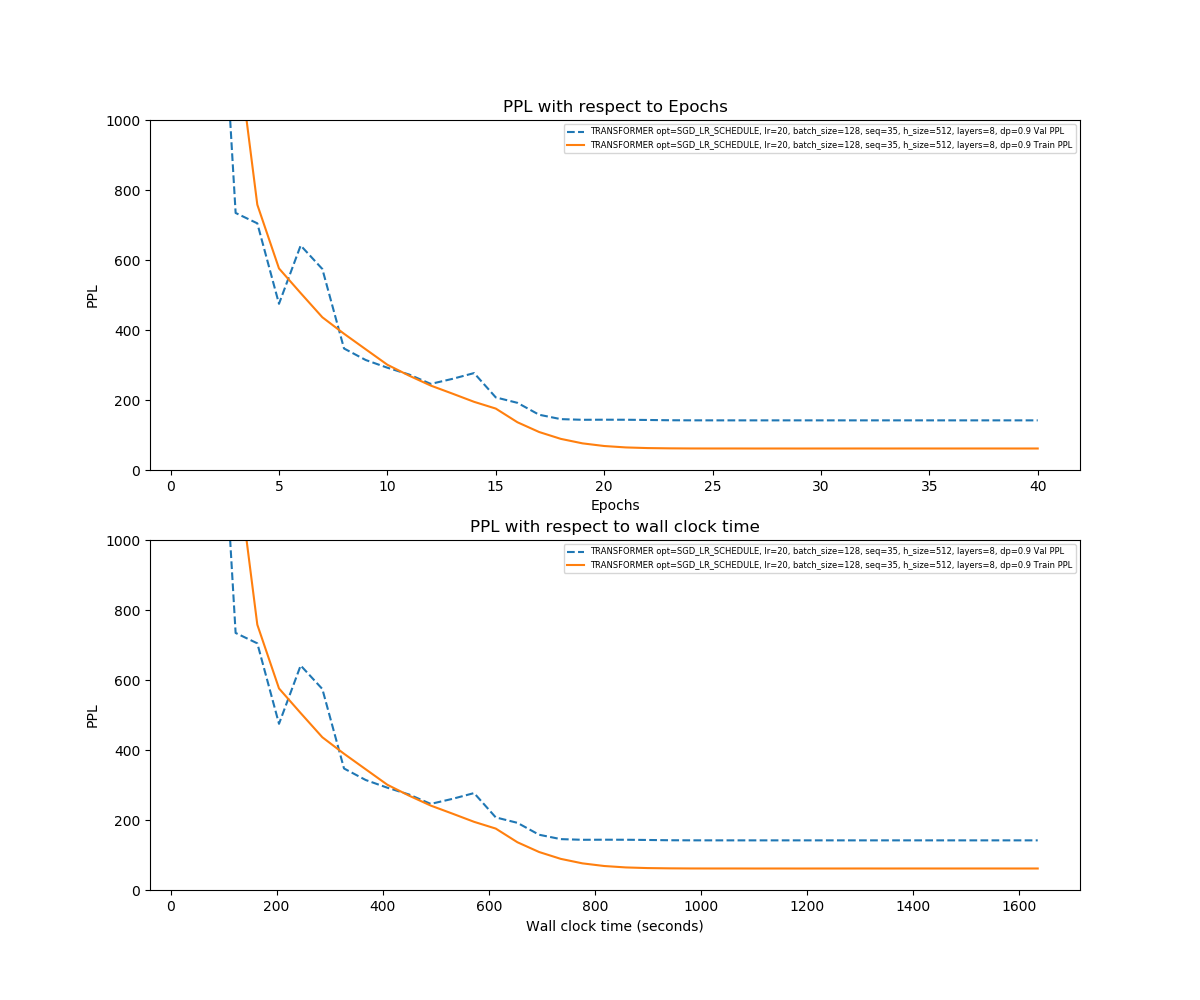 PPL with respect to Epochs
1000
800
600
400
200
0
PPL
TRANSFORMER opt=SGD_LR_SCHEDULE, lr=20, batch_size=128, seq=35, h_size=512, layers=8, dp=0.9 Val PPL
TRANSFORMER opt=SGD_LR_SCHEDULE, lr=20, batch_size=128, seq=35, h_size=512, layers=8, dp=0.9 Train PPL
0 5 10 15 20 25 30 35 40
Epochs
PPL with respect to wall clock time
1000
800
600
400
200
0
PPL
TRANSFORMER opt=SGD_LR_SCHEDULE, lr=20, batch_size=128, seq=35, h_size=512, layers=8, dp=0.9 Val PPL
TRANSFORMER opt=SGD_LR_SCHEDULE, lr=20, batch_size=128, seq=35, h_size=512, layers=8, dp=0.9 Train PPL
0 200 400 600 800 1000 1200 1400 1600
Wall clock time (seconds)